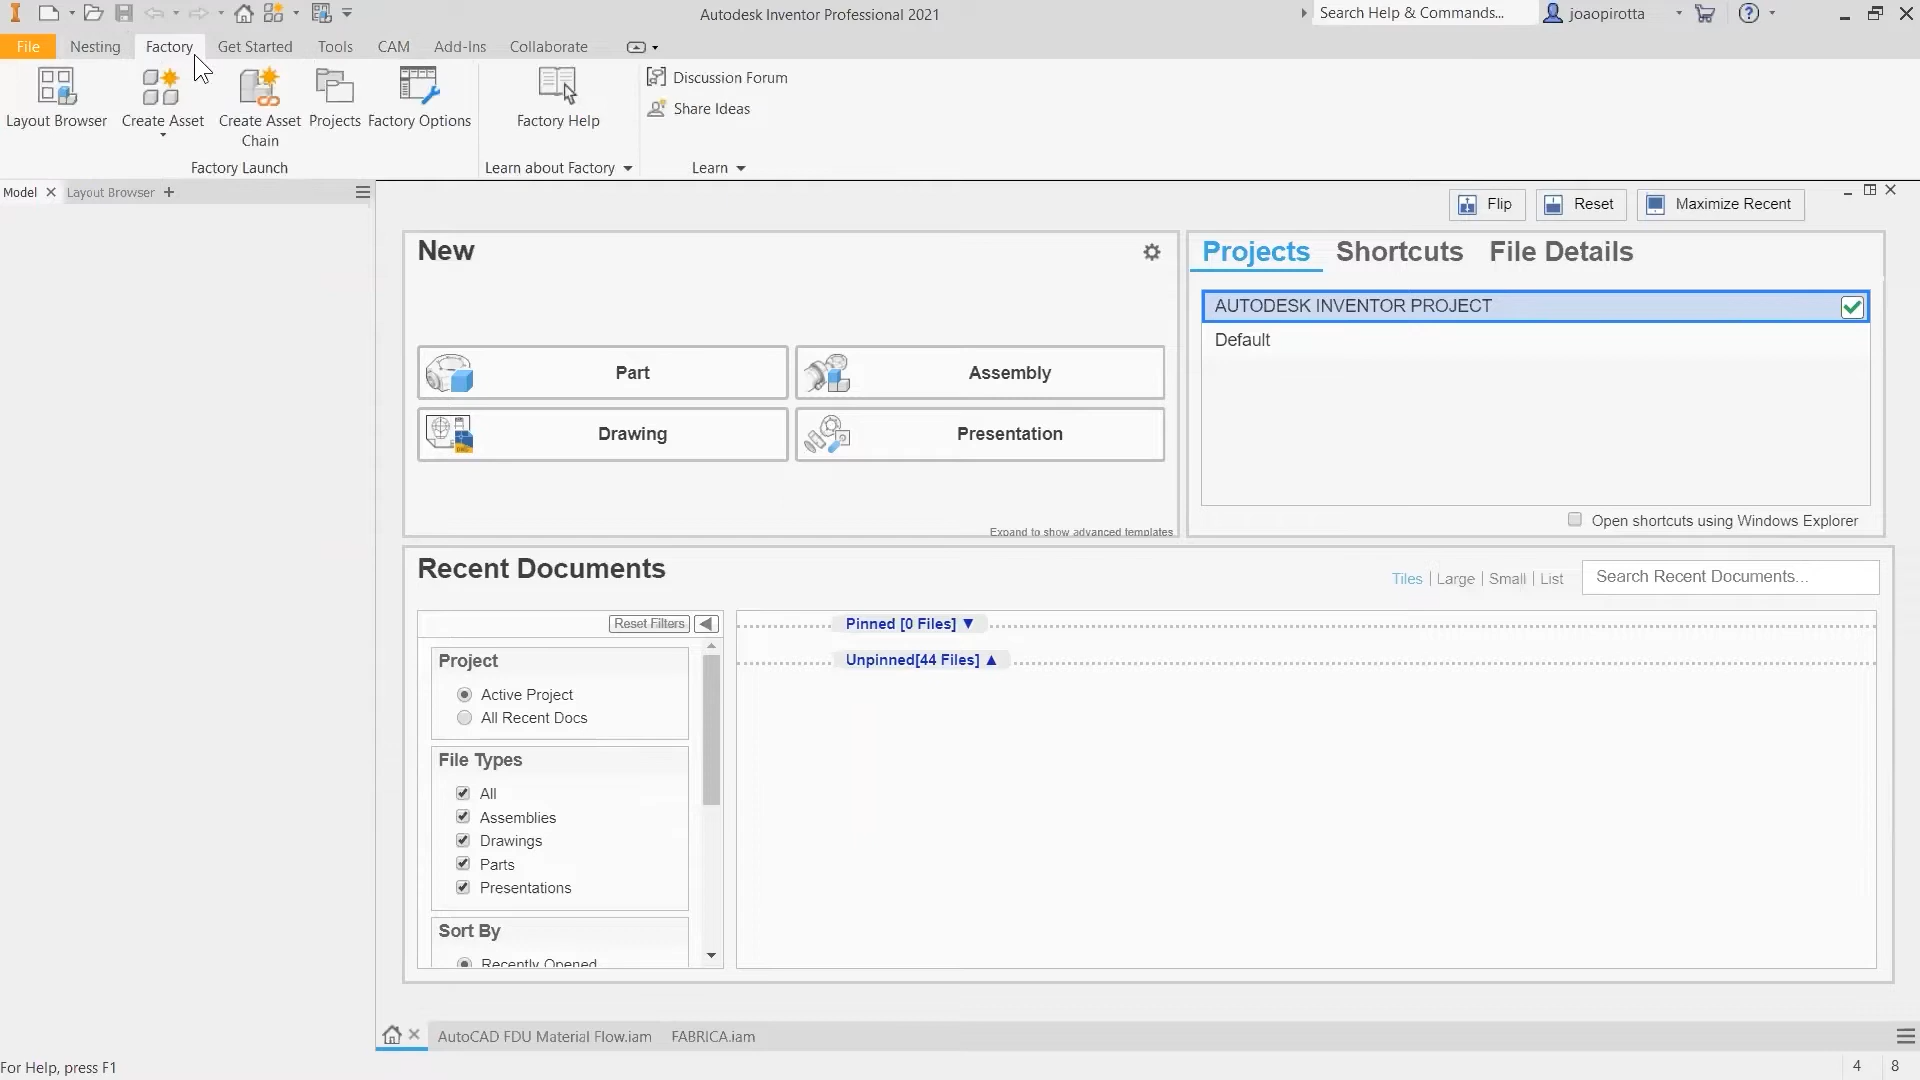 Autodesk Inventor Professional 2021
Search Help & Commands...
joaopirotta
File
Nesting
Factory
Get Started
Tools
CAM
Add-Ins
Collaborate
Layout Browser
Create Asset
Create Asset
Chain
Projects
Factory Options
Factory Launch
Factory Help
Learn about Factory
Discussion Forum
Share Ideas
Learn
Model
Layout Browser
Flip
Reset
Maximize Recent
New
Part
Assembly
Drawing
Presentation
Expand to show advanced templates
Projects
Shortcuts
File Details
AUTODESK INVENTOR PROJECT
Default
Open shortcuts using Windows Explorer
Recent Documents
Tiles | Large | Small | List
Search Recent Documents...
Reset Filters
Project
Active Project
All Recent Docs
File Types
All
Assemblies
Drawings
Parts
Presentations
Sort By
Recently Opened
Pinned [0 Files]
Unpinned[44 Files]
AutoCAD FDU Material Flow.iam
FABRICA.iam
For Help, press F1
4
8